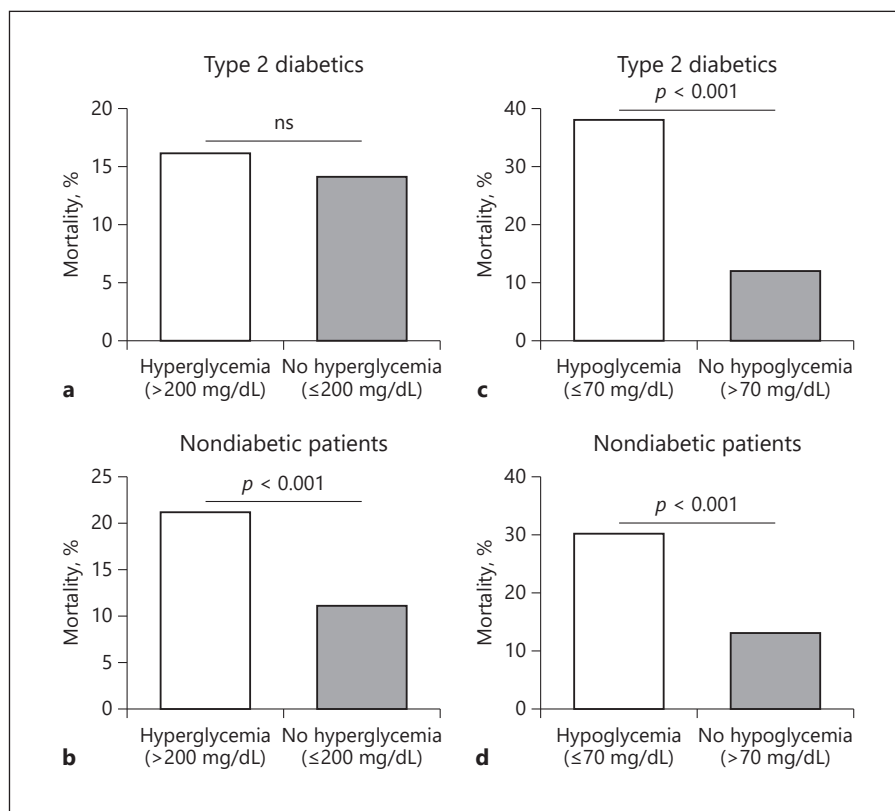 Type 2 diabetics
20
15
10
5
0
Mortality, %
ns
Hyperglycemia
(>200 mg/dL)
No hyperglycemia
(≤200 mg/dL)
a
Type 2 diabetics
p < 0.001
40
30
20
10
0
Mortality, %
Hypoglycemia
(≤70 mg/dL)
No hypoglycemia
(>70 mg/dL)
c
Nondiabetic patients
25
20
15
10
5
0
Mortality, %
p < 0.001
Hyperglycemia
(>200 mg/dL)
No hyperglycemia
(≤200 mg/dL)
b
Nondiabetic patients
40
30
20
10
0
Mortality, %
p < 0.001
Hypoglycemia
(≤70 mg/dL)
No hypoglycemia
(>70 mg/dL)
d